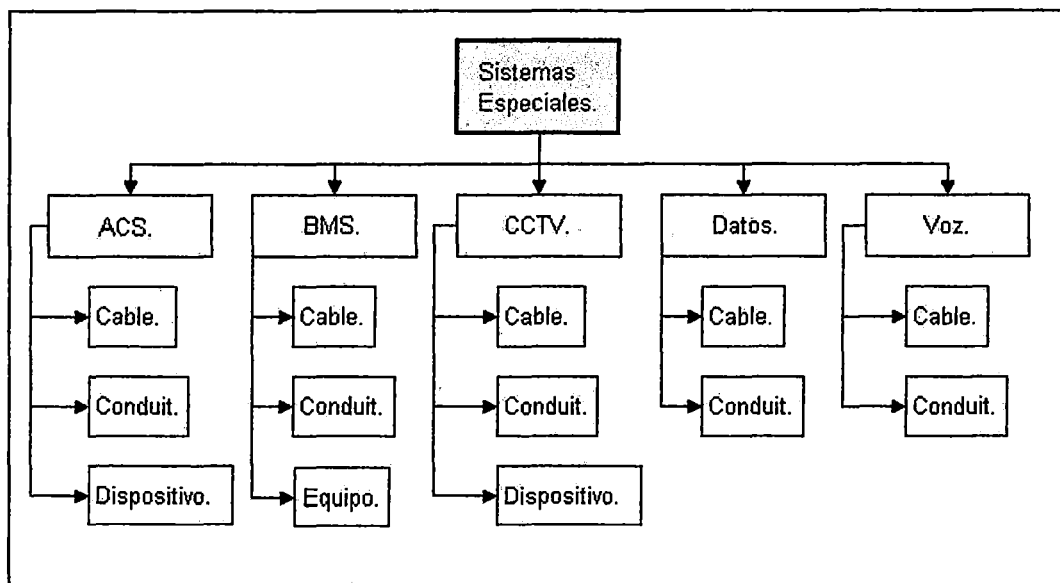 Sistemas
Especiales.
ACS.
BMS.
CCTV.
Datos.
Voz.
Cable.
Cable.
Cable.
Cable.
Cable.
Conduit.
Conduit.
Conduit.
Conduit.
Conduit.
Dispositivo.
Equipo.
Dispositivo.